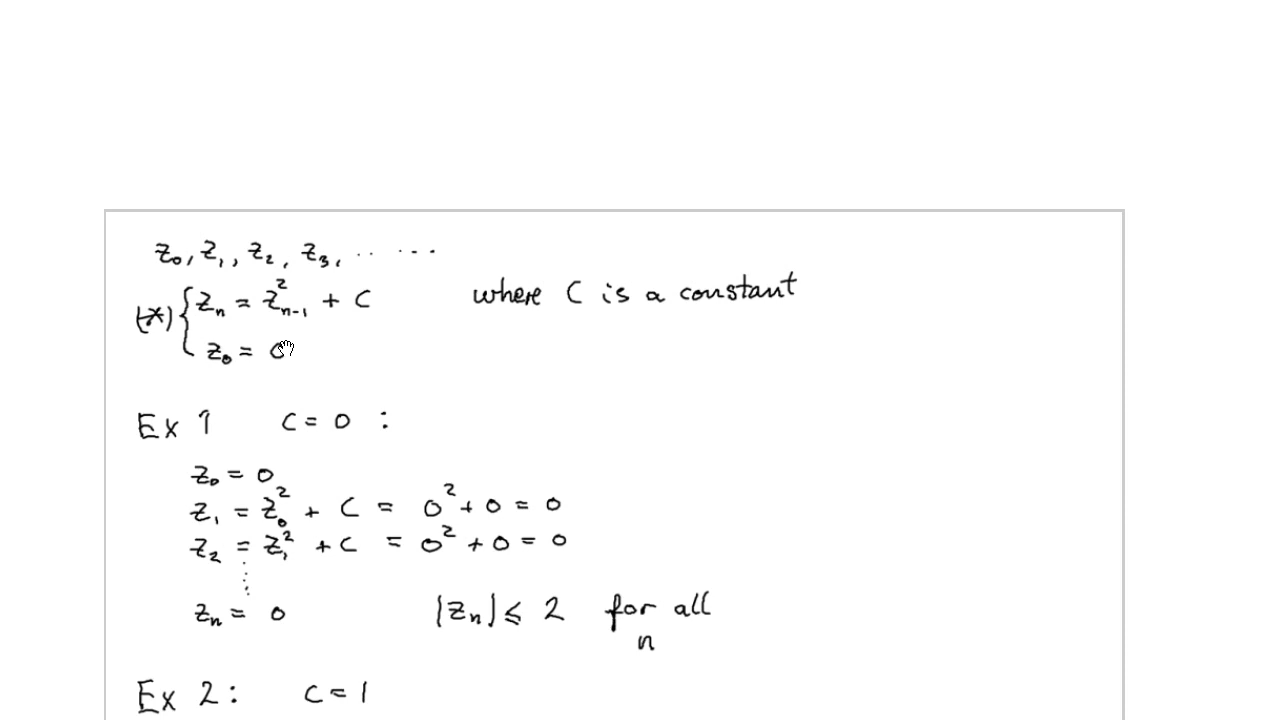 z₀, z₁, z₂, z₃, .. ...
(*) { zₙ = z²ₙ₋₁ + C where C is a constant
z₀ = 0
Ex 1 C = 0 :
z₀ = 0
z₁ = z₀² + C = 0² + 0 = 0
z₂ = z₁² + C = 0² + 0 = 0
⋮
zₙ = 0 |zₙ| ⩽ 2 for all
n
Ex 2 : C = 1